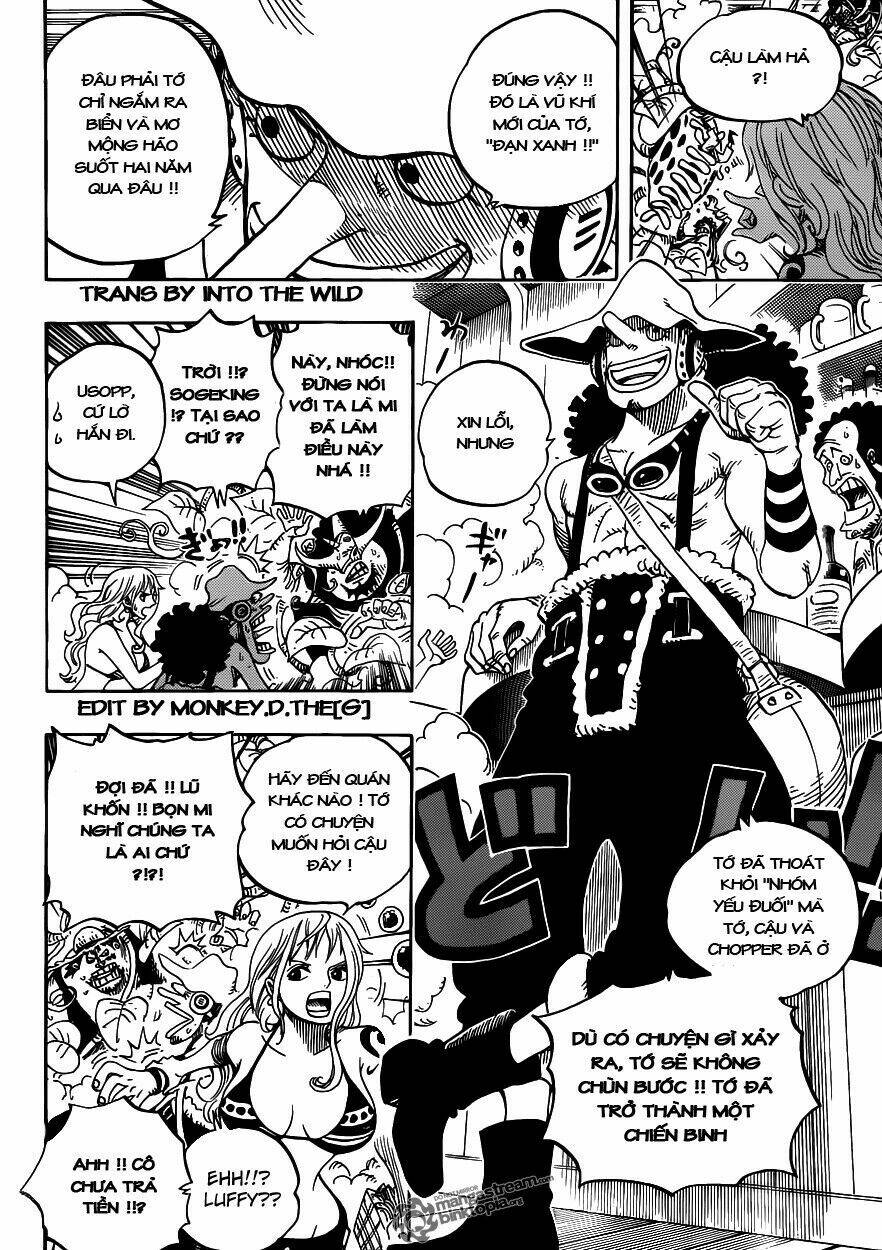 CẬU LÀM HẢ
?!
ĐÚNG VẬY !!
ĐÓ LÀ VŨ KHÍ
MỚI CỦA TỚ,
"ĐẠN XANH !!"
ĐÂU PHẢI TỚ
CHỈ NGẮM RA
BIỂN VÀ MƠ
MỘNG HÃO
SUỐT HAI NĂM
QUA ĐÂU !!
TRANS BY INTO THE WILD
XIN LỖI,
NHƯNG
TỚ ĐÃ THOÁT
KHỎI "NHÓM
YẾU ĐUỐI" MÀ
TỚ, CẬU VÀ
CHOPPER ĐÃ Ở
DÙ CÓ CHUYỆN GÌ XẢY
RA, TỚ SẼ KHÔNG
CHÙN BƯỚC !! TỚ ĐÃ
TRỞ THÀNH MỘT
CHIẾN BINH
ど
NÀY, NHÓC!!
ĐỪNG NÓI
VỚI TA LÀ MI
ĐÃ LÀM
ĐIỀU NÀY
NHÁ !!
TRỜI !!?
SOGEKING
!? TẠI SAO
CHỨ ??
USOPP,
CỨ LỜ
HẮN ĐI.
EDIT BY MONKEY.D.THE[G]
HÃY ĐẾN QUÁN
KHÁC NÀO ! TỚ
CÓ CHUYỆN
MUỐN HỎI CẬU
ĐÂY !
ĐỢI ĐÃ !! LŨ
KHỐN !! BỌN MI
NGHĨ CHÚNG TA
LÀ AI CHỨ
?!?!
EHH!!?
LUFFY??
AHH !! CÔ
CHƯA TRẢ
TIỀN !!?
mangastream.com
binktopia.org